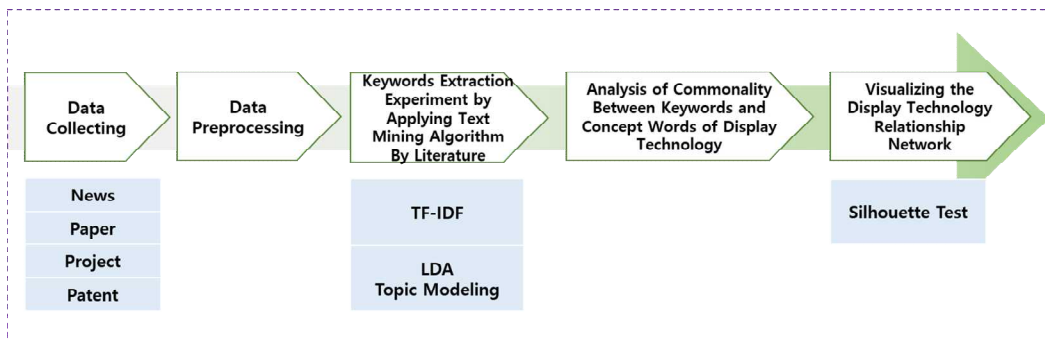 Data
Collecting
Data
Preprocessing
Keywords Extraction
Experiment by
Applying Text
Mining Algorithm
By Literature
Analysis of Commonality
Between Keywords and
Concept Words of Display
Technology
Visualizing the
Display Technology
Relationship
Network
News
Paper
Project
Patent
TF-IDF
LDA
Topic Modeling
Silhouette Test